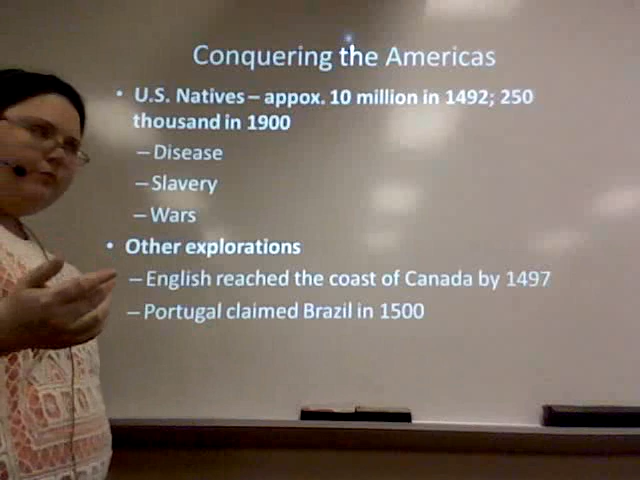 Conquering the Americas
• U.S. Natives – appox. 10 million in 1492; 250
thousand in 1900
– Disease
– Slavery
– Wars
• Other explorations
– English reached the coast of Canada by 1497
– Portugal claimed Brazil in 1500